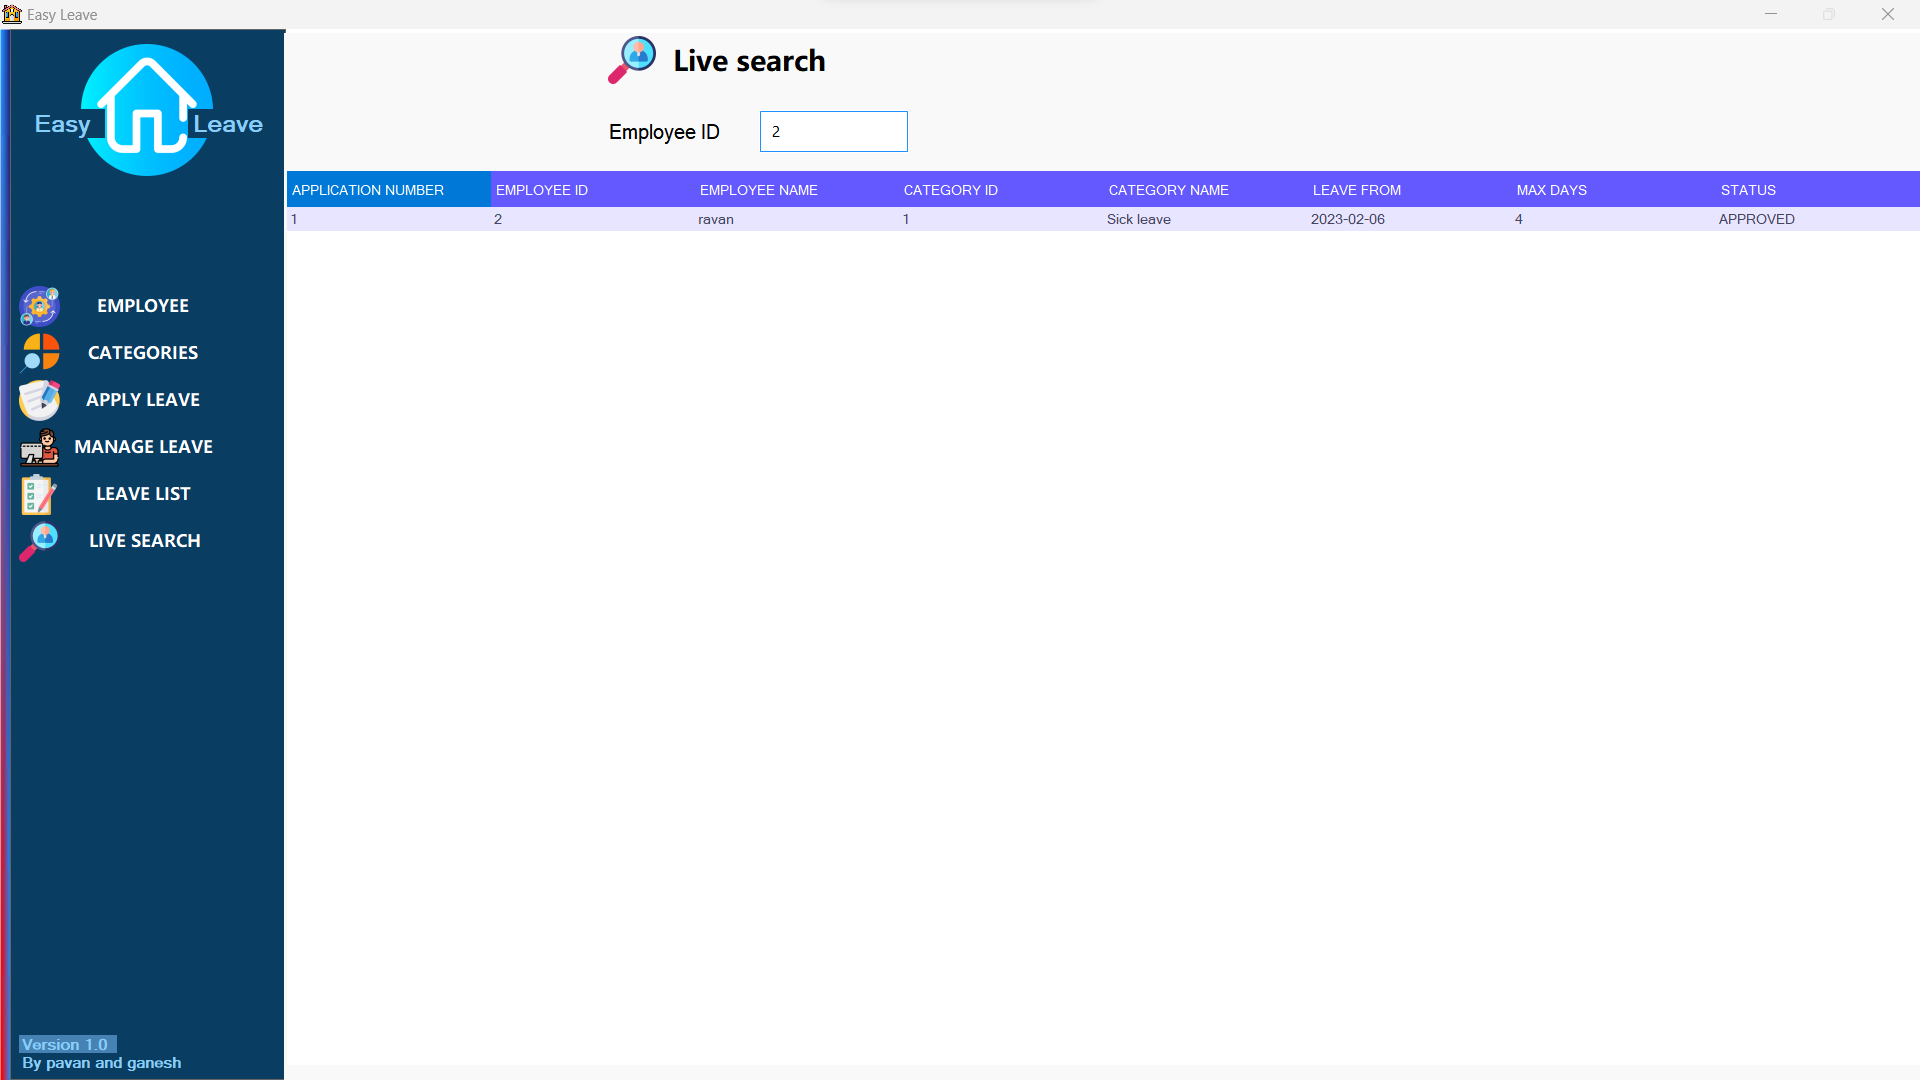 Easy Leave
Easy Leave
EMPLOYEE
CATEGORIES
APPLY LEAVE
MANAGE LEAVE
LEAVE LIST
LIVE SEARCH
Version 1.0
By pavan and ganesh
Live search
Employee ID 2
APPLICATION NUMBER EMPLOYEE ID EMPLOYEE NAME CATEGORY ID CATEGORY NAME LEAVE FROM MAX DAYS STATUS
1 2 ravan 1 Sick leave 2023-02-06 4 APPROVED